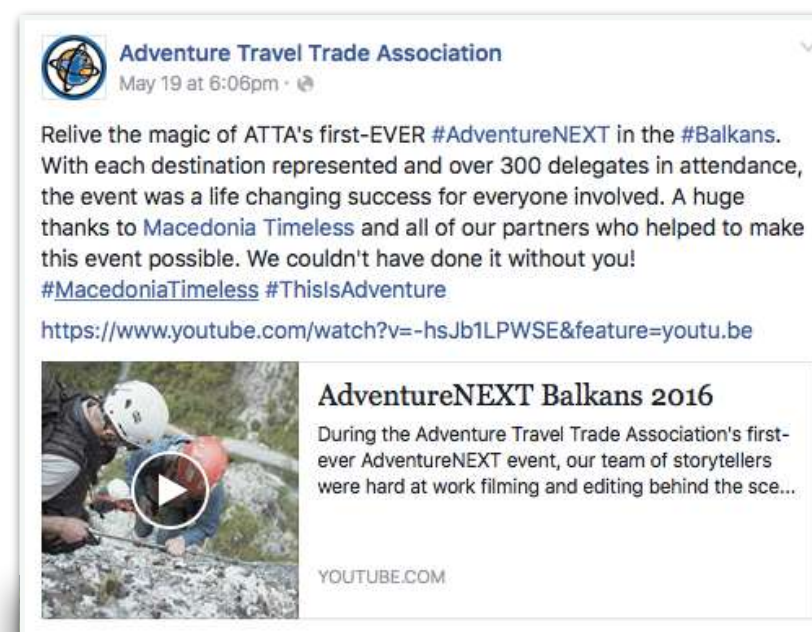 Adventure Travel Trade Association
May 19 at 6:06pm ·
Relive the magic of ATTA's first-EVER #AdventureNEXT in the #Balkans.
With each destination represented and over 300 delegates in attendance,
the event was a life changing success for everyone involved. A huge
thanks to Macedonia Timeless and all of our partners who helped to make
this event possible. We couldn't have done it without you!
#MacedoniaTimeless #ThisIsAdventure
https://www.youtube.com/watch?v=-hsJb1LPWSE&feature=youtu.be
AdventureNEXT Balkans 2016
During the Adventure Travel Trade Association's first-
ever AdventureNEXT event, our team of storytellers
were hard at work filming and editing behind the sce...
YOUTUBE.COM